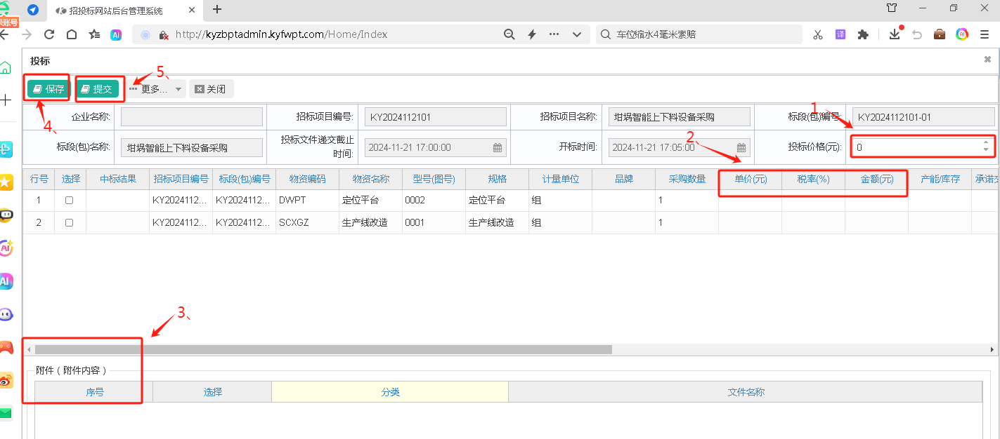 招投标网站后台管理系统
录账号
http://kyzbptadmin.kyfwpt.com/Home/Index
车位缩水4毫米索赔
译
AI
投标
保存
提交
更多...
关闭
5、
4、
1、
2、
3、
企业名称:
招标项目编号: KY2024112101
招标项目名称: 坩埚智能上下料设备采购
标段(包)编号: KY2024112101-01
标段(包)名称: 坩埚智能上下料设备采购
投标文件递交截止
时间: 2024-11-21 17:00:00
开标时间: 2024-11-21 17:05:00
投标价格(元): 0
行号 选择 中标结果 招标项目编号 标段(包)编号 物资编码 物资名称 型号(图号) 规格 计量单位 品牌 采购数量 单价(元) 税率(%) 金额(元) 产能/库存 承诺交
1 KY2024112... KY2024112... DWPT 定位平台 0002 定位平台 组 1
2 KY2024112... KY2024112... SCXGZ 生产线改造 0001 生产线改造 组 1
附件 ( 附件内容 )
序号 选择 分类 文件名称